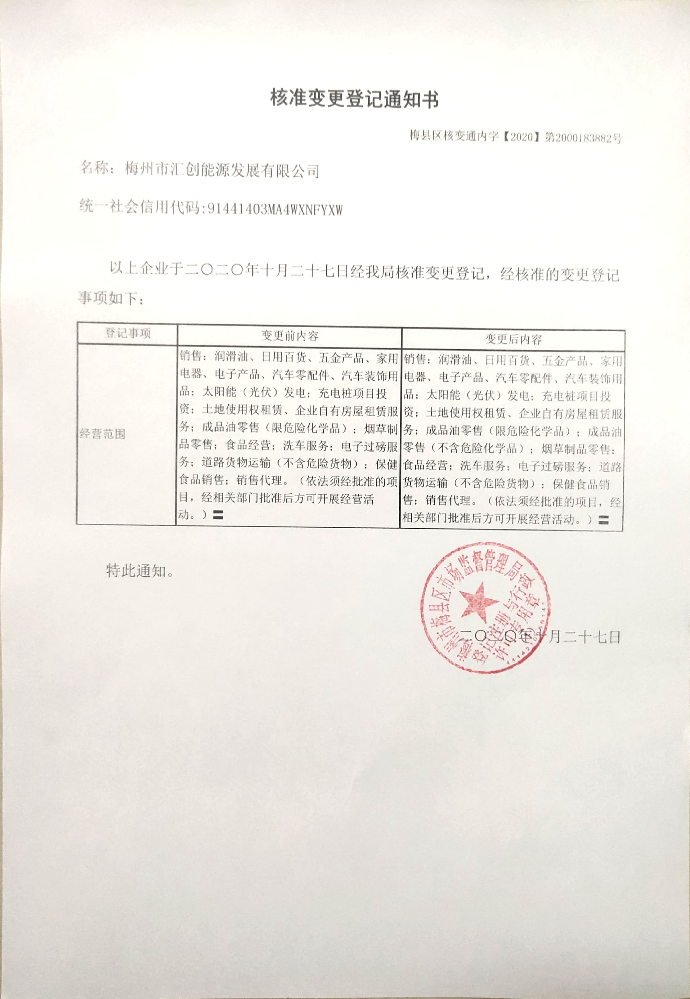 核准变更登记通知书
梅县区核变通内字【2020】第2000183882号
名称：梅州市汇创能源发展有限公司
统一社会信用代码:91441403MA4WXNFYXW
以上企业于二〇二〇年十月二十七日经我局核准变更登记，经核准的变更登记
事项如下：
登记事项
变更前内容
变更后内容
经营范围
销售：润滑油、日用百货、五金产品、家用
电器、电子产品、汽车零配件、汽车装饰用
品；太阳能（光伏）发电；充电桩项目投
资；土地使用权租赁、企业自有房屋租赁服
务；成品油零售（限危险化学品）；烟草制
品零售；食品经营；洗车服务；电子过磅服
务；道路货物运输（不含危险货物）；保健
食品销售；销售代理。（依法须经批准的项
目，经相关部门批准后方可开展经营活
动。）〓
销售：润滑油、日用百货、五金产品、家用
电器、电子产品、汽车零配件、汽车装饰用
品；太阳能（光伏）发电；充电桩项目投
资；土地使用权租赁、企业自有房屋租赁服
务；成品油零售（限危险化学品）；成品油
零售（不含危险化学品）；烟草制品零售；
食品经营；洗车服务；电子过磅服务；道路
货物运输（不含危险货物）；保健食品销
售；销售代理。（依法须经批准的项目，经
相关部门批准后方可开展经营活动。）〓
特此通知。
梅州市梅县区市场监督管理局
登记注册与行政
许可专用章
二〇二〇年十月二十七日